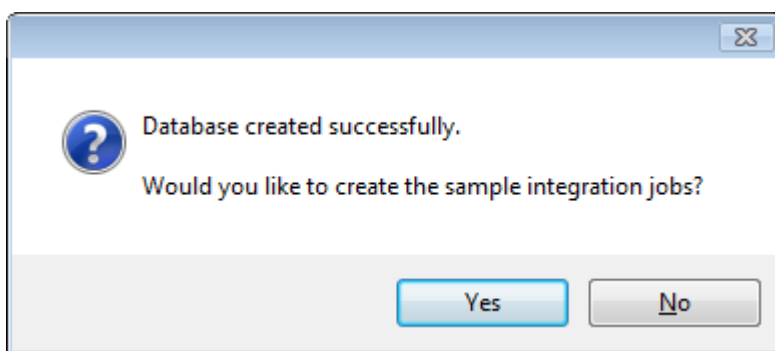 Database created successfully.
Would you like to create the sample integration jobs?
Yes
No